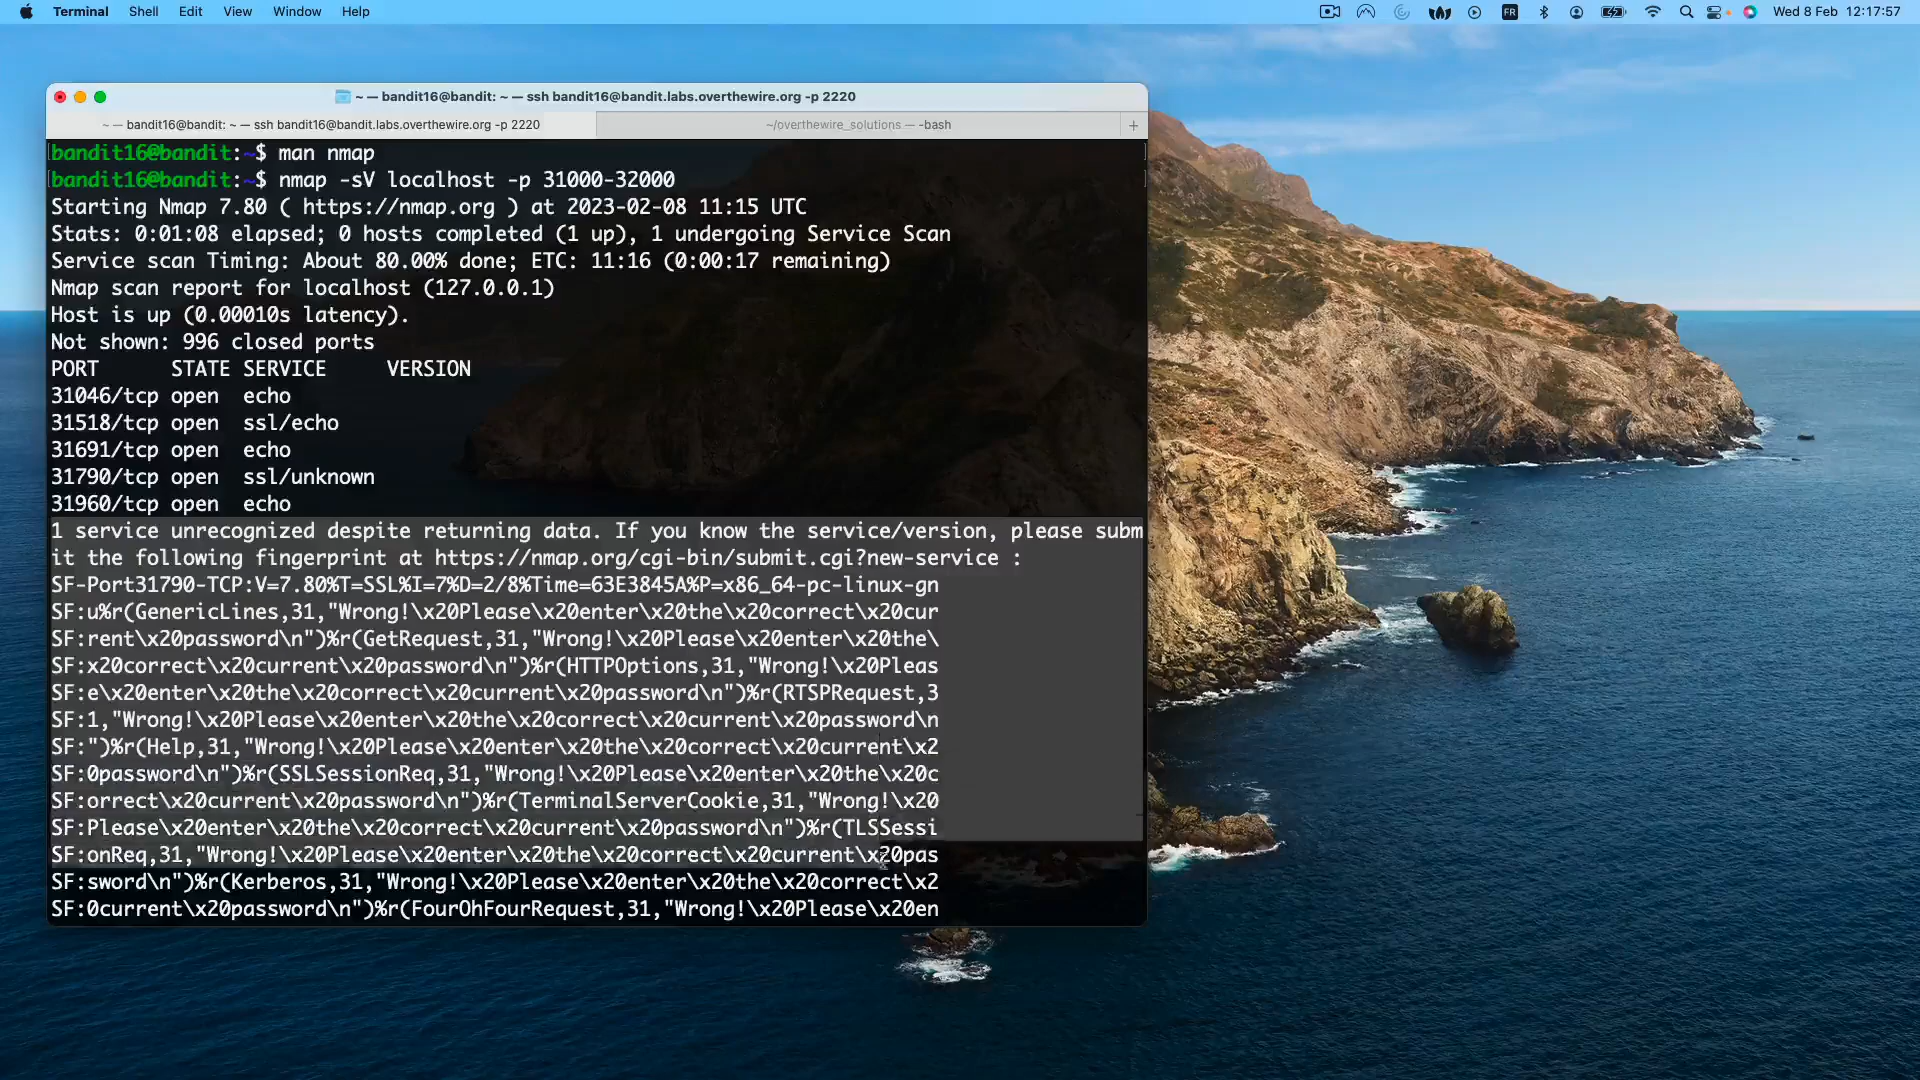 Terminal Shell Edit View Window Help FR Wed 8 Feb 12:17:57
~ — bandit16@bandit: ~ — ssh bandit16@bandit.labs.overthewire.org -p 2220
~ — bandit16@bandit: ~ — ssh bandit16@bandit.labs.overthewire.org -p 2220 ~/overthewire_solutions — -bash +
bandit16@bandit:~$ man nmap
bandit16@bandit:~$ nmap -sV localhost -p 31000-32000
Starting Nmap 7.80 ( https://nmap.org ) at 2023-02-08 11:15 UTC
Stats: 0:01:08 elapsed; 0 hosts completed (1 up), 1 undergoing Service Scan
Service scan Timing: About 80.00% done; ETC: 11:16 (0:00:17 remaining)
Nmap scan report for localhost (127.0.0.1)
Host is up (0.00010s latency).
Not shown: 996 closed ports
PORT      STATE SERVICE     VERSION
31046/tcp open  echo
31518/tcp open  ssl/echo
31691/tcp open  echo
31790/tcp open  ssl/unknown
31960/tcp open  echo
1 service unrecognized despite returning data. If you know the service/version, please subm
it the following fingerprint at https://nmap.org/cgi-bin/submit.cgi?new-service :
SF-Port31790-TCP:V=7.80%T=SSL%I=7%D=2/8%Time=63E3845A%P=x86_64-pc-linux-gn
SF:u%r(GenericLines,31,"Wrong!\x20Please\x20enter\x20the\x20correct\x20cur
SF:rent\x20password\n")%r(GetRequest,31,"Wrong!\x20Please\x20enter\x20the\
SF:x20correct\x20current\x20password\n")%r(HTTPOptions,31,"Wrong!\x20Pleas
SF:e\x20enter\x20the\x20correct\x20current\x20password\n")%r(RTSPRequest,3
SF:1,"Wrong!\x20Please\x20enter\x20the\x20correct\x20current\x20password\n
SF:")%r(Help,31,"Wrong!\x20Please\x20enter\x20the\x20correct\x20current\x2
SF:0password\n")%r(SSLSessionReq,31,"Wrong!\x20Please\x20enter\x20the\x20c
SF:orrect\x20current\x20password\n")%r(TerminalServerCookie,31,"Wrong!\x20
SF:Please\x20enter\x20the\x20correct\x20current\x20password\n")%r(TLSSessi
SF:onReq,31,"Wrong!\x20Please\x20enter\x20the\x20correct\x20current\x20pas
SF:sword\n")%r(Kerberos,31,"Wrong!\x20Please\x20enter\x20the\x20correct\x2
SF:0current\x20password\n")%r(FourOhFourRequest,31,"Wrong!\x20Please\x20en